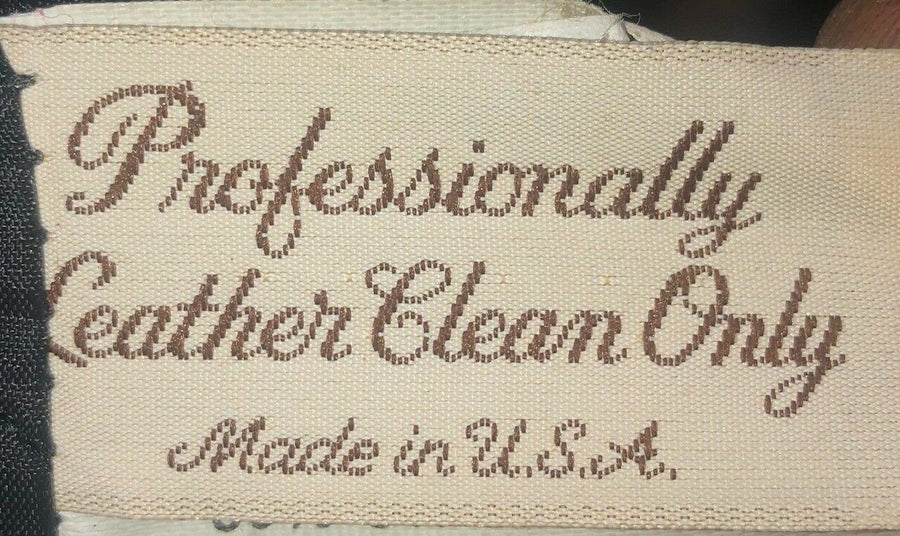 Professionally
Leather Clean Only
Made in U.S.A.